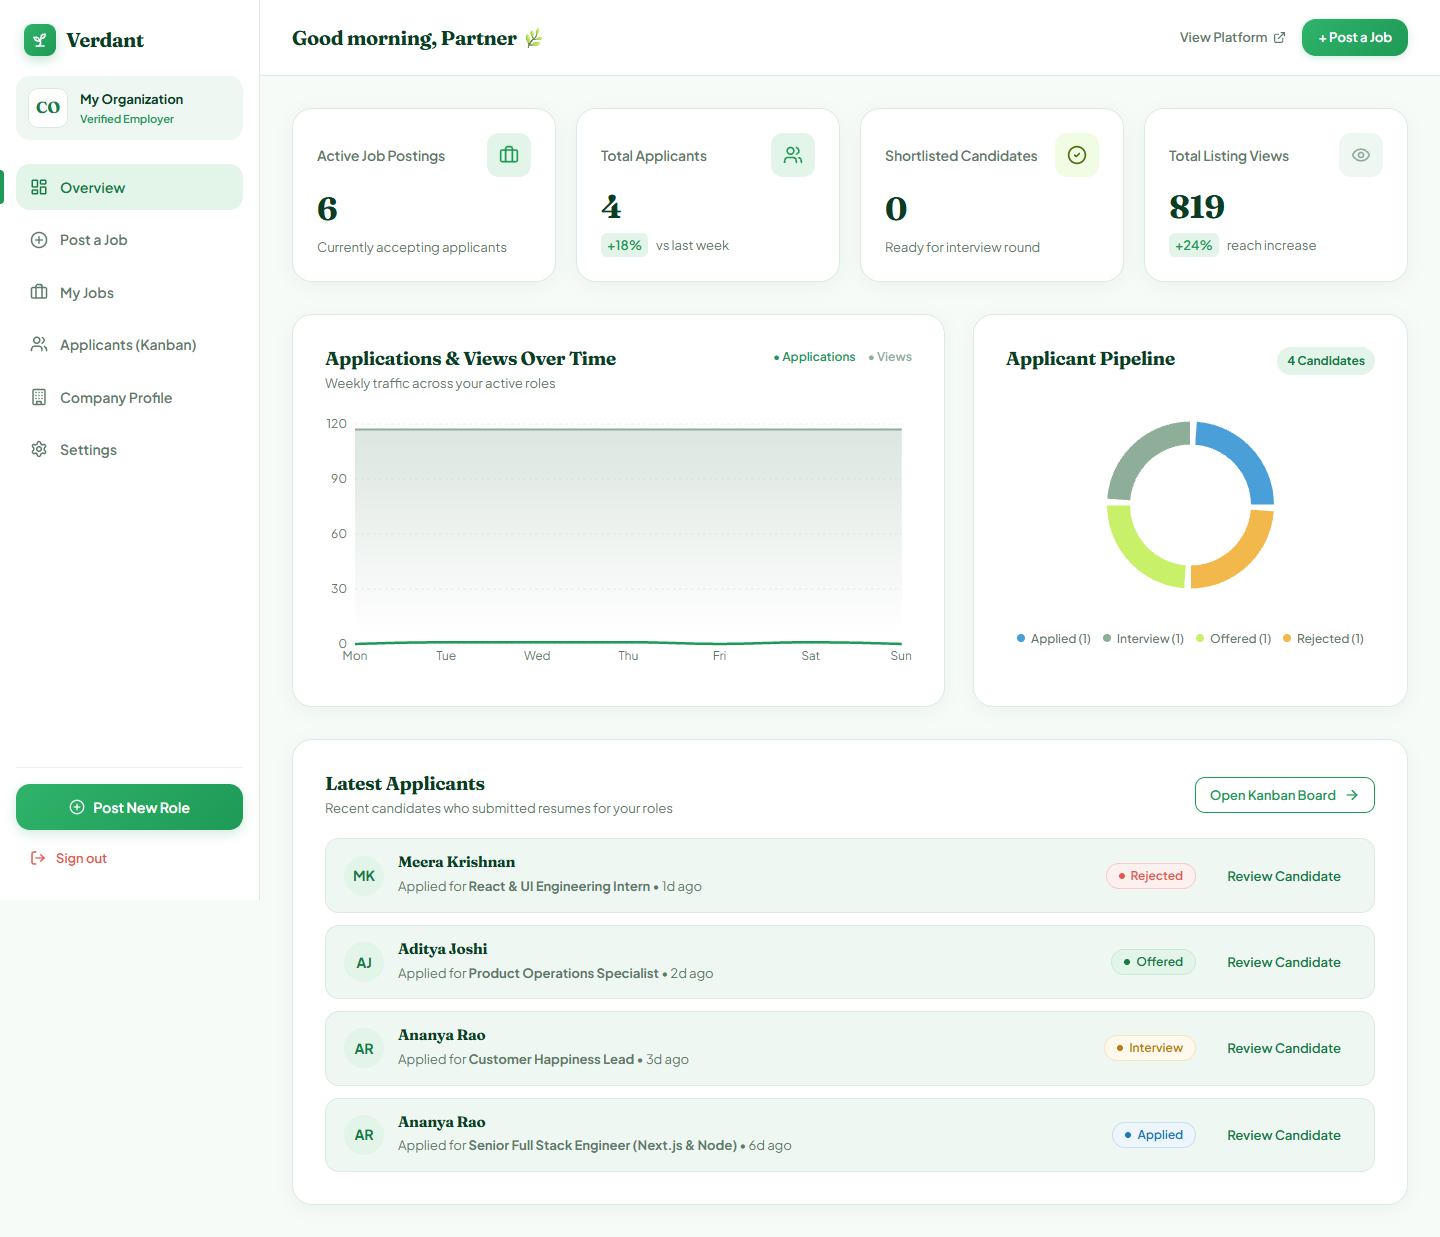 Verdant
CO
My Organization
Verified Employer
Overview
Post a Job
My Jobs
Applicants (Kanban)
Company Profile
Settings
Post New Role
Sign out
Good morning, Partner 🌿
View Platform
+ Post a Job
Active Job Postings
6
Currently accepting applicants
Total Applicants
4
+18% vs last week
Shortlisted Candidates
0
Ready for interview round
Total Listing Views
819
+24% reach increase
Applications & Views Over Time
Weekly traffic across your active roles
• Applications • Views
120
90
60
30
0
Mon Tue Wed Thu Fri Sat Sun
Applicant Pipeline
4 Candidates
Applied (1) Interview (1) Offered (1) Rejected (1)
Latest Applicants
Recent candidates who submitted resumes for your roles
Open Kanban Board
MK
Meera Krishnan
Applied for React & UI Engineering Intern • 1d ago
• Rejected
Review Candidate
AJ
Aditya Joshi
Applied for Product Operations Specialist • 2d ago
• Offered
Review Candidate
AR
Ananya Rao
Applied for Customer Happiness Lead • 3d ago
• Interview
Review Candidate
AR
Ananya Rao
Applied for Senior Full Stack Engineer (Next.js & Node) • 6d ago
• Applied
Review Candidate